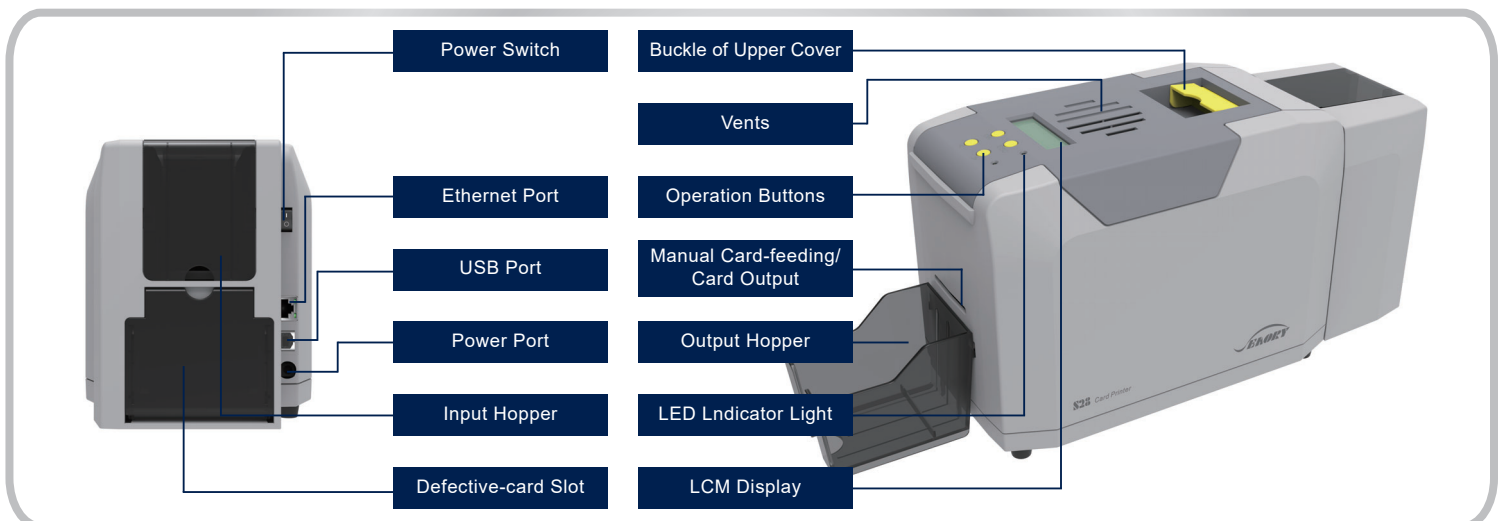 Power Switch
Ethernet Port
USB Port
Power Port
Input Hopper
Defective-card Slot
Buckle of Upper Cover
Vents
Operation Buttons
Manual Card-feeding/
Card Output
Output Hopper
LED Lndicator Light
LCM Display
SEAORY
S28 Card Printer